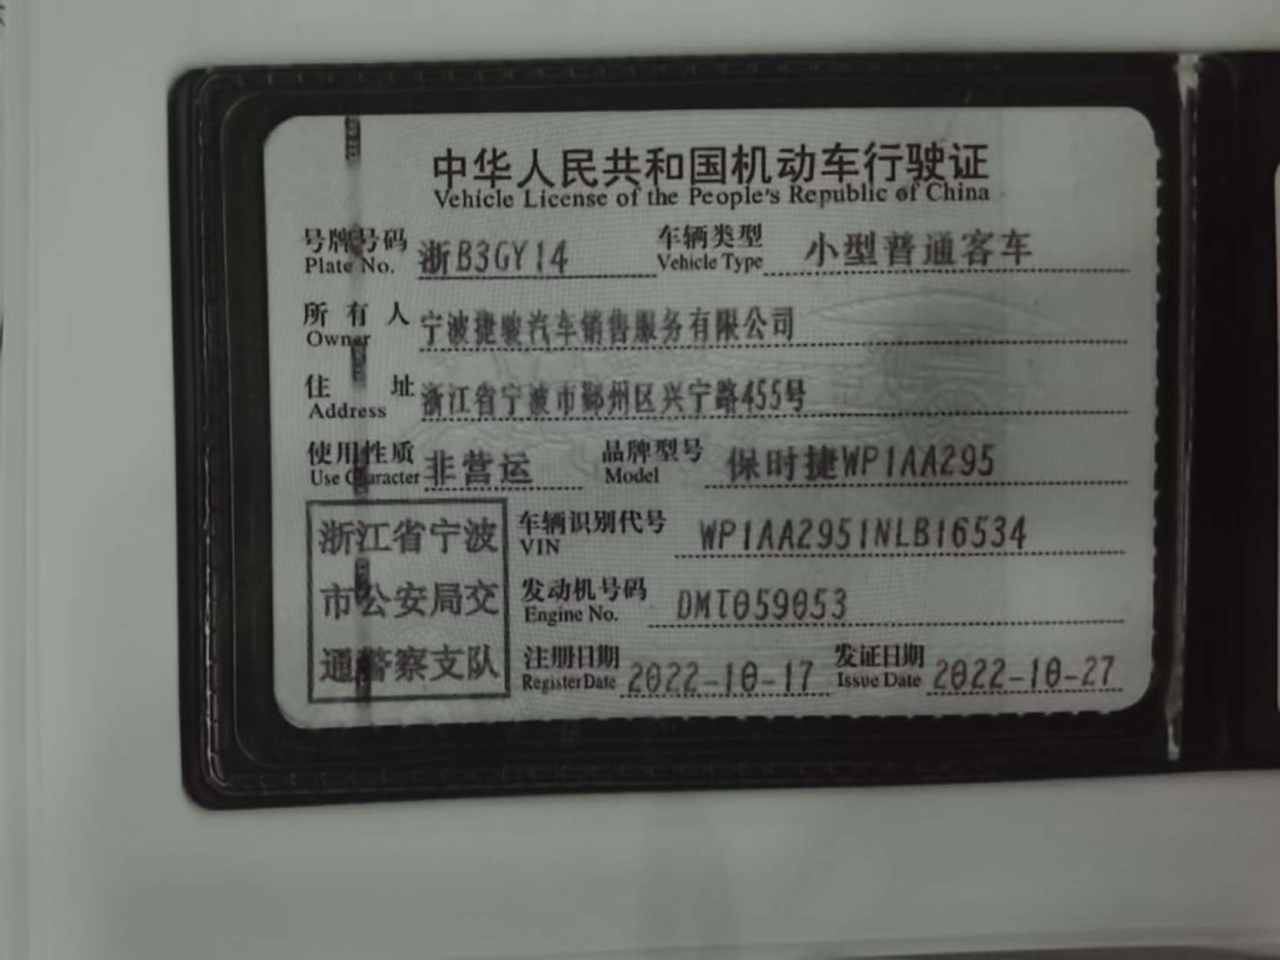 中华人民共和国机动车行驶证
Vehicle License of the People's Republic of China
号牌号码 浙B3GY14 车辆类型 小型普通客车
Plate No. Vehicle Type
所有人 宁波捷骏汽车销售服务有限公司
Owner
住址 浙江省宁波市鄞州区兴宁路455号
Address
使用性质 非营运 品牌型号 保时捷WP1AA295
Use Character Model
浙江省宁波
市公安局交
通警察支队
车辆识别代号 WP1AA2951NLB16534
VIN
发动机号码 DMT059053
Engine No.
注册日期 2022-10-17 发证日期 2022-10-27
Register Date Issue Date